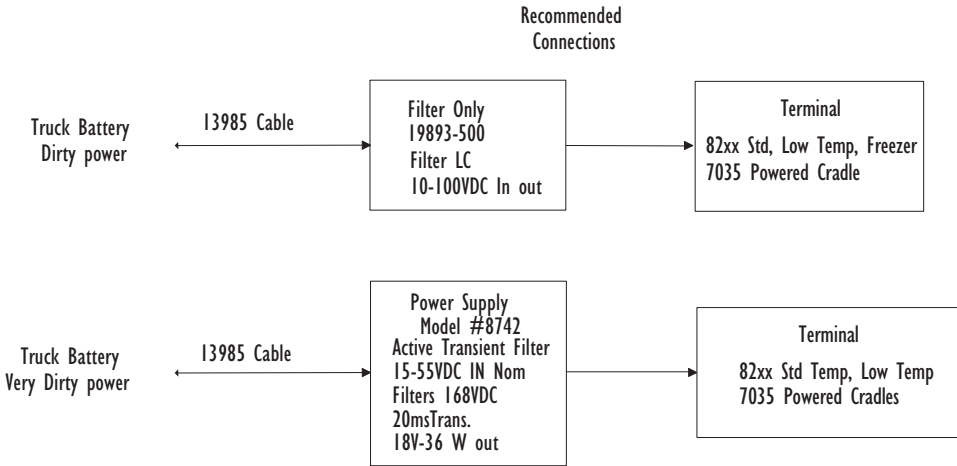 Recommended
Connections
Truck Battery
Dirty power
13985 Cable
Filter Only
19893-500
Filter LC
10-100VDC In out
Terminal
82xx Std, Low Temp, Freezer
7035 Powered Cradle
Truck Battery
Very Dirty power
13985 Cable
Power Supply
Model #8742
Active Transient Filter
15-55VDC IN Nom
Filters 168VDC
20msTrans.
18V-36 W out
Terminal
82xx Std Temp, Low Temp
7035 Powered Cradles